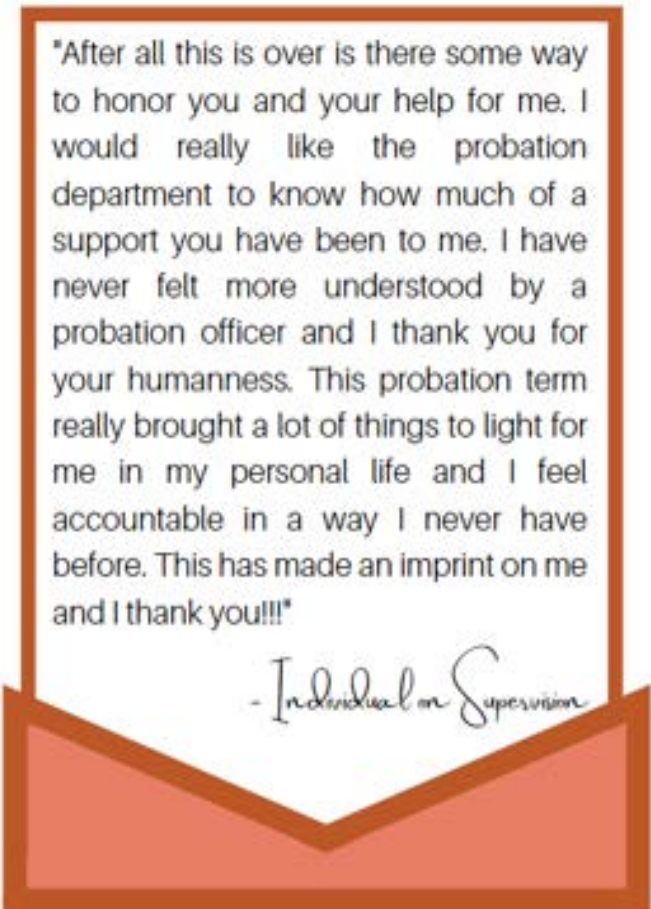 "After all this is over is there some way
to honor you and your help for me. I
would really like the probation
department to know how much of a
support you have been to me. I have
never felt more understood by a
probation officer and I thank you for
your humanness. This probation term
really brought a lot of things to light for
me in my personal life and I feel
accountable in a way I never have
before. This has made an imprint on me
and I thank you!!!"
- Individual on Supervision